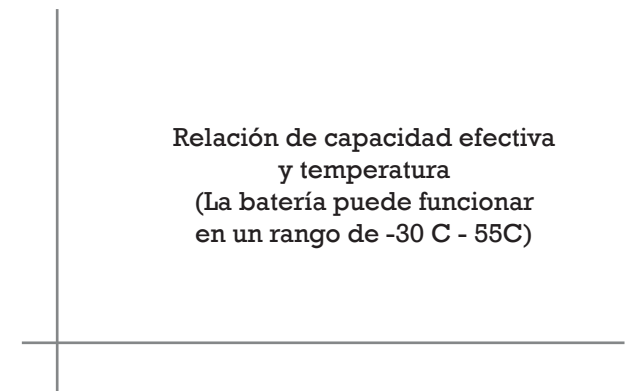 Relación de capacidad efectiva
y temperatura
(La batería puede funcionar
en un rango de -30 C - 55C)